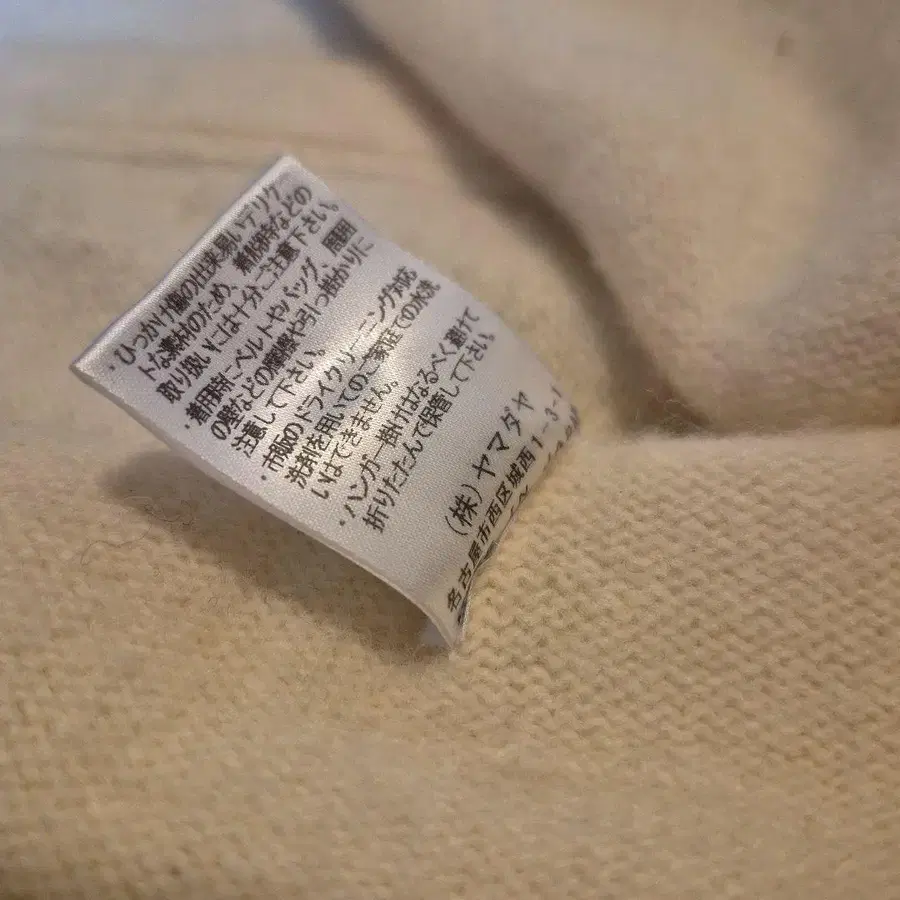 ・ひっかけ傷の出来易いデリケ
トな素材のため、着用脱着などの
取り扱いには十分ご注意下さい。
・着用時ーベルトやバッグ、周囲
の壁などの摩擦や引っ掛かりに
注意して下さい。
・市販のドライクリーニング対応
洗剤を用いてのご家庭での水洗
いはできません。
・ハンガー掛けはなるべく避けて
折りたたんで保管して下さい。
(株)ヤマダヤ
名古屋市西区城西1-3-1